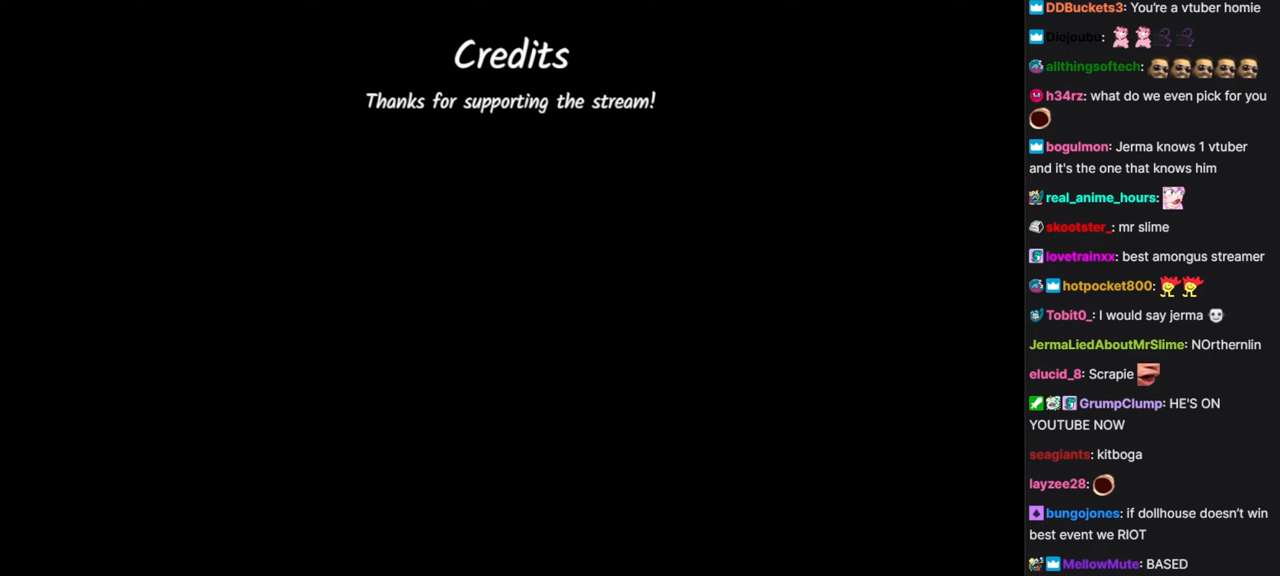 Credits
Thanks for supporting the stream!
DDBuckets3: You're a vtuber homie
Diejoubu:
allthingsoftech:
h34rz: what do we even pick for you
bogulmon: Jerma knows 1 vtuber
and it's the one that knows him
real_anime_hours:
skootster_: mr slime
lovetrainxx: best amongus streamer
hotpocket800:
Tobit0_: I would say jerma
JermaLiedAboutMrSlime: NOrthernlin
elucid_8: Scrapie
GrumpClump: HE'S ON
YOUTUBE NOW
seagiants: kitboga
layzee28:
bungojones: if dollhouse doesn't win
best event we RIOT
MellowMute: BASED